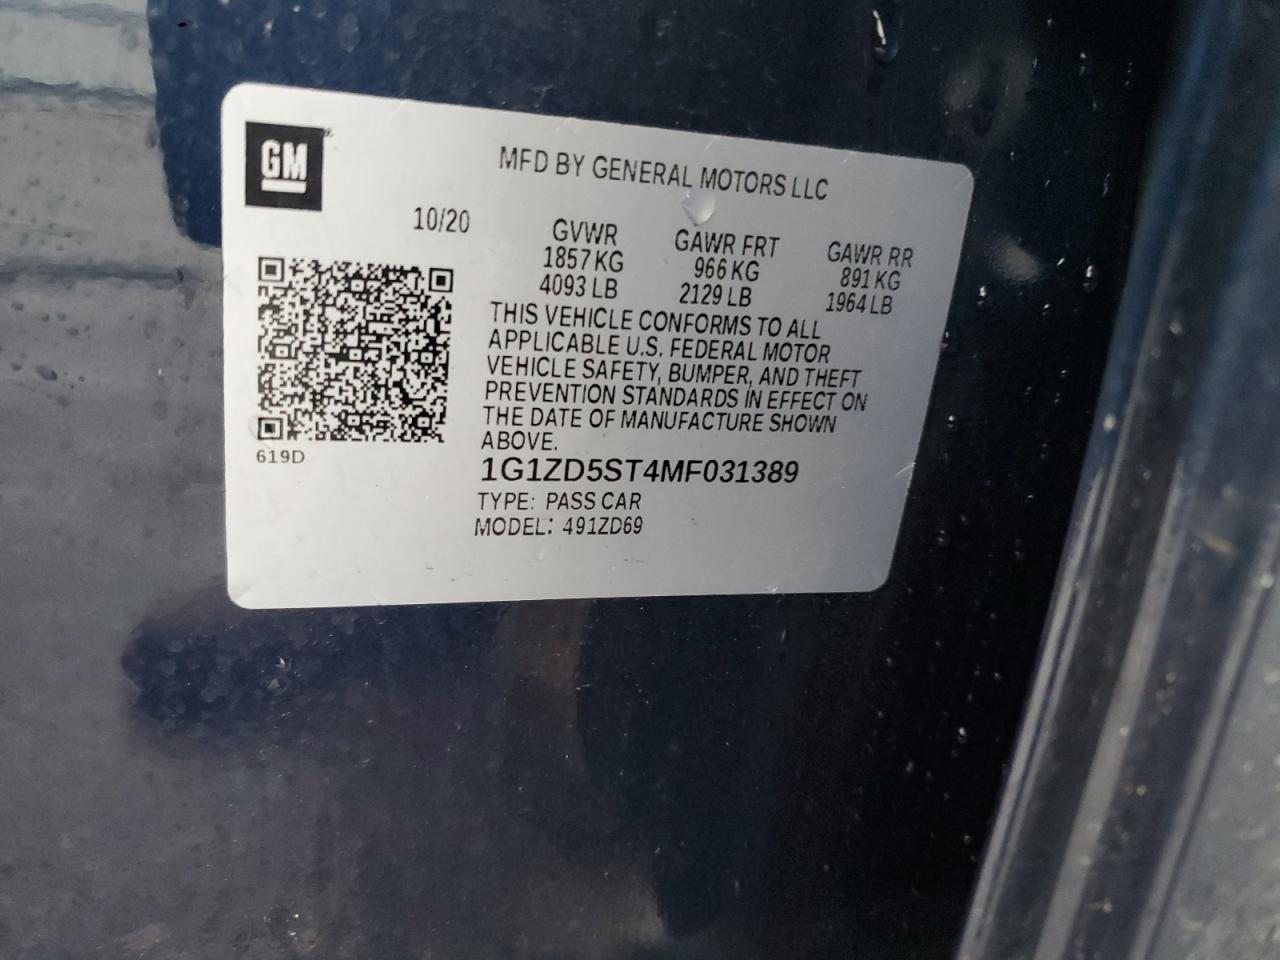 GM
MFD BY GENERAL MOTORS LLC
10/20
GVWR GAWR FRT GAWR RR
1857 KG 966 KG 891 KG
4093 LB 2129 LB 1964 LB
THIS VEHICLE CONFORMS TO ALL
APPLICABLE U.S. FEDERAL MOTOR
VEHICLE SAFETY, BUMPER, AND THEFT
PREVENTION STANDARDS IN EFFECT ON
THE DATE OF MANUFACTURE SHOWN
ABOVE.
619D
1G1ZD5ST4MF031389
TYPE: PASS CAR
MODEL: 491ZD69